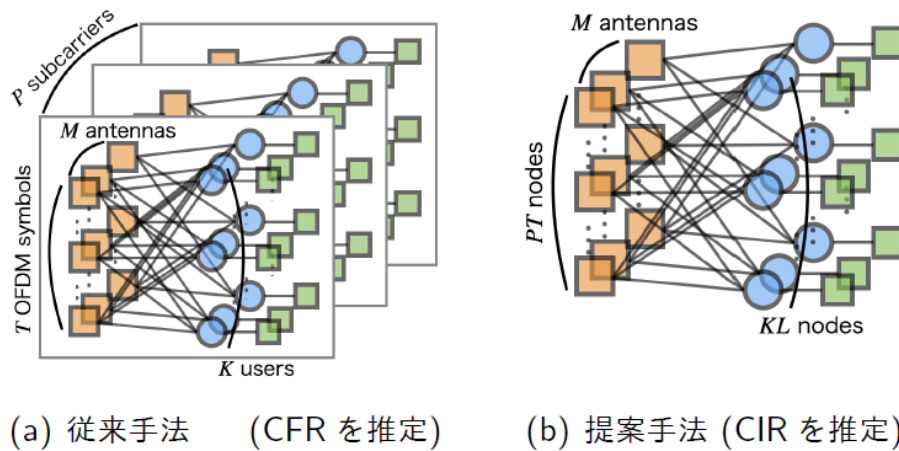 P subcarriers
M antennas
T OFDM symbols
K users
M antennas
PT nodes
KL nodes
(a) 従来手法 (CFR を推定)
(b) 提案手法 (CIR を推定)